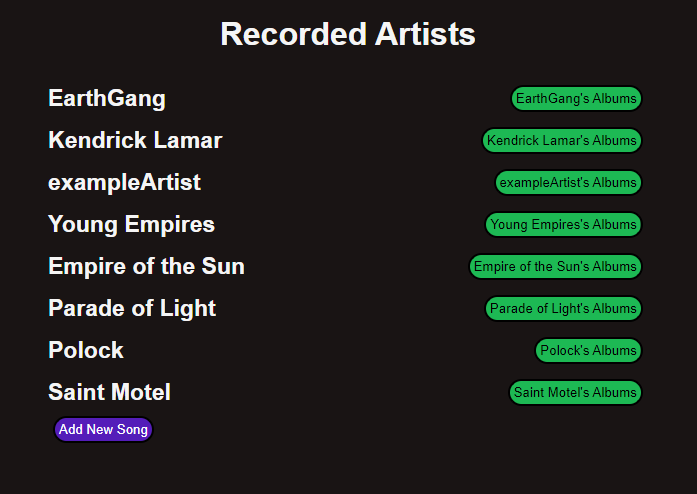 Recorded Artists
EarthGang EarthGang's Albums
Kendrick Lamar Kendrick Lamar's Albums
exampleArtist exampleArtist's Albums
Young Empires Young Empires's Albums
Empire of the Sun Empire of the Sun's Albums
Parade of Light Parade of Light's Albums
Polock Polock's Albums
Saint Motel Saint Motel's Albums
Add New Song